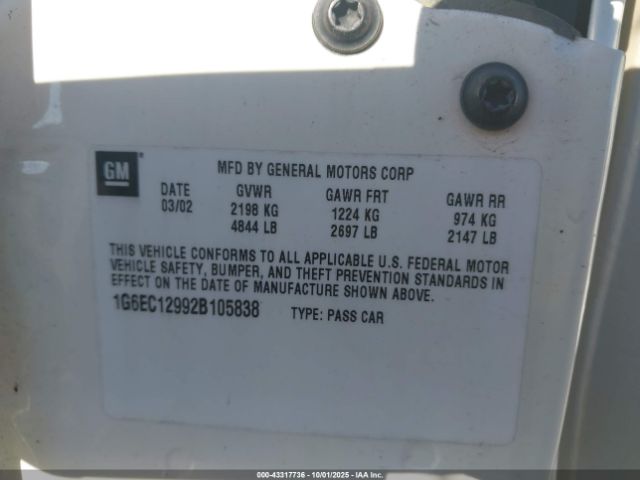 GM
MFD BY GENERAL MOTORS CORP
DATE GVWR GAWR FRT GAWR RR
03/02 2198 KG 1224 KG 974 KG
4844 LB 2697 LB 2147 LB
THIS VEHICLE CONFORMS TO ALL APPLICABLE U.S. FEDERAL MOTOR
VEHICLE SAFETY, BUMPER, AND THEFT PREVENTION STANDARDS IN
EFFECT ON THE DATE OF MANUFACTURE SHOWN ABOVE.
1G6EC12992B105838 TYPE: PASS CAR
000-43317736 - 10/01/2025 - IAAI.COM